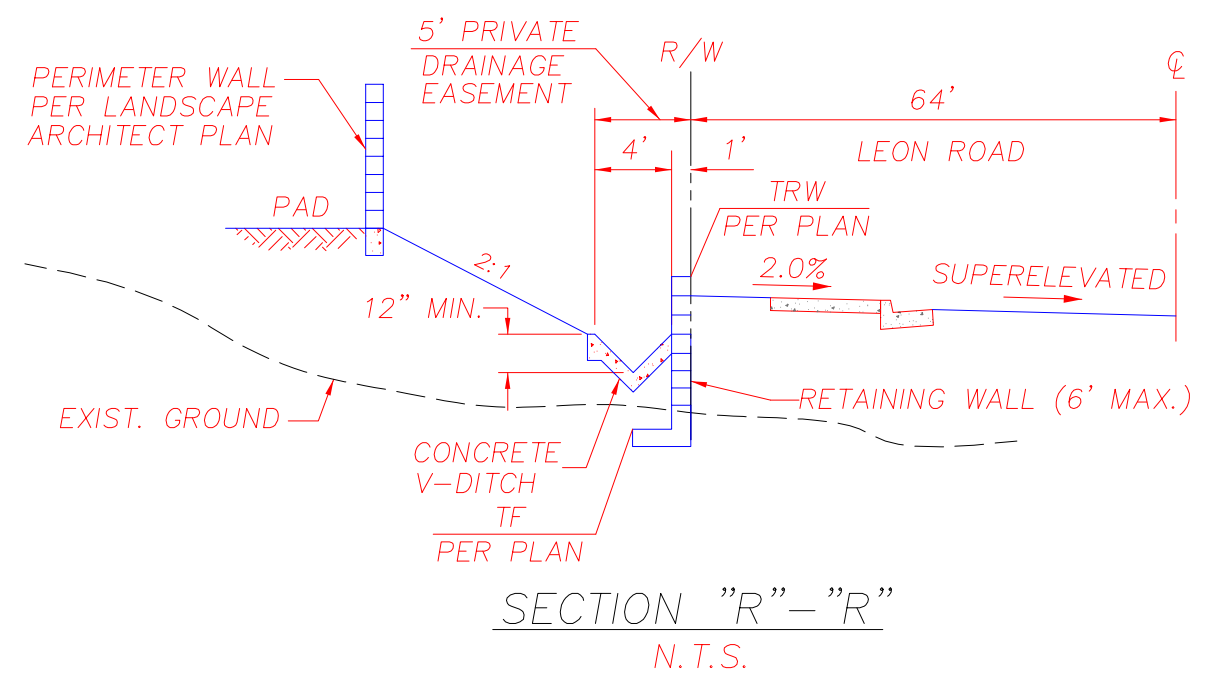 5' PRIVATE
DRAINAGE
EASEMENT
R/W
℄
PERIMETER WALL
PER LANDSCAPE
ARCHITECT PLAN
64'
4'
1'
LEON ROAD
PAD
TRW
PER PLAN
2:1
2.0%
SUPERELEVATED
12" MIN.
EXIST. GROUND
RETAINING WALL (6' MAX.)
CONCRETE
V-DITCH
TF
PER PLAN
SECTION "R"-"R"
N.T.S.